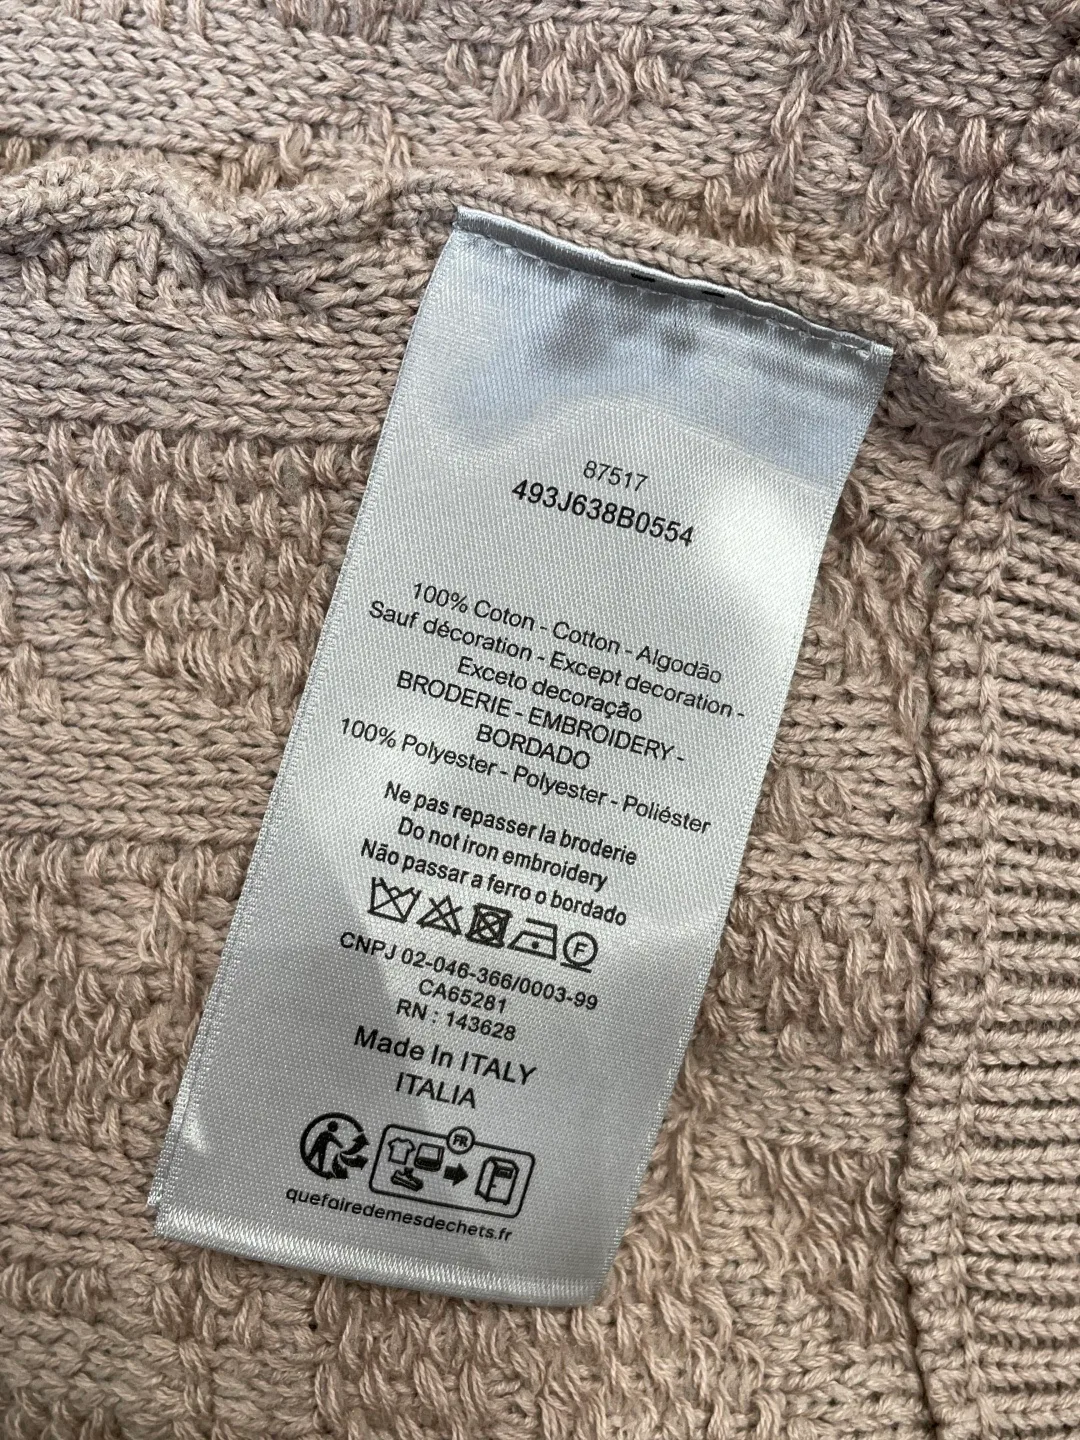 87517
493J638B0554
100% Coton - Cotton - Algodão
Sauf décoration - Except decoration -
Exceto decoração
BRODERIE - EMBROIDERY -
BORDADO
100% Polyester - Polyester - Poliéster
Ne pas repasser la broderie
Do not iron embroidery
Não passar a ferro o bordado
F
CNPJ 02-046-366/0003-99
CA65281
RN : 143628
Made In ITALY
ITALIA
FR
quefairedemesdechets.fr